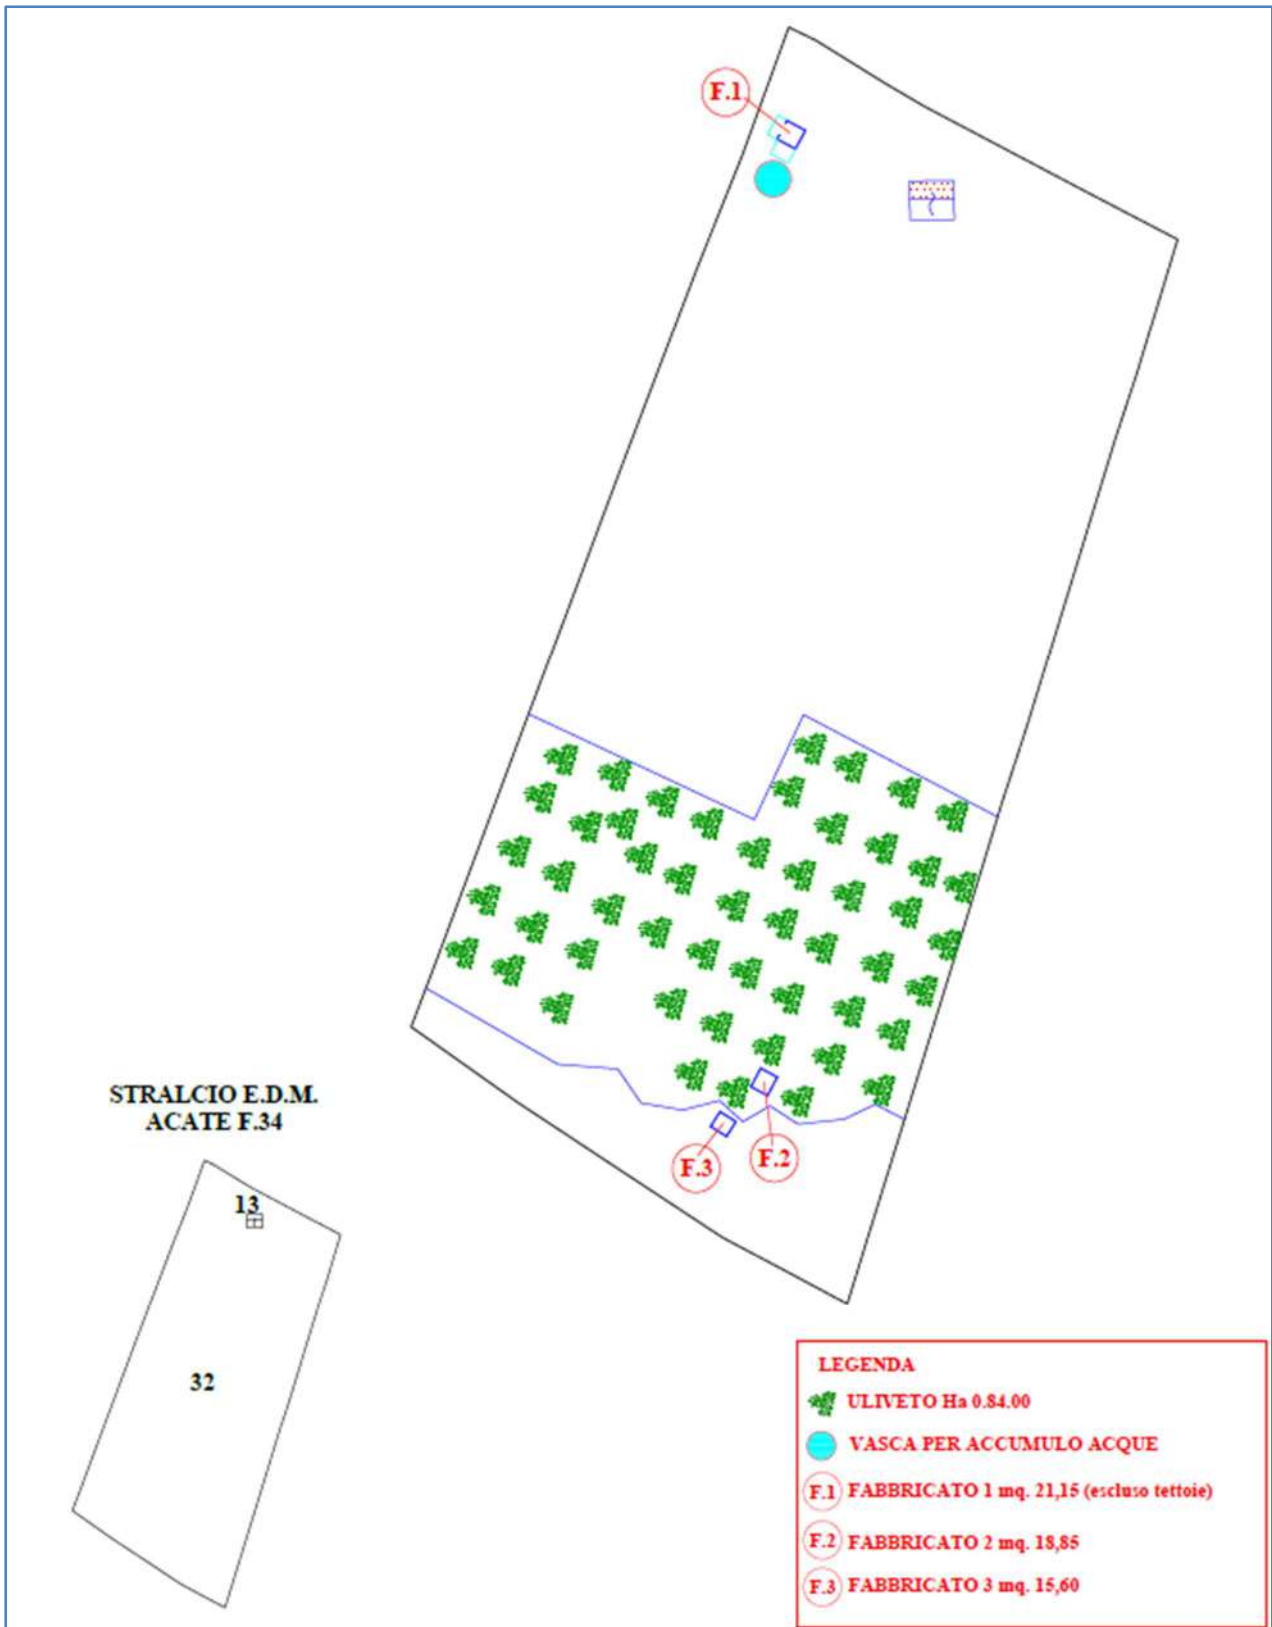 F.1
F.3
F.2
STRALCIO E.D.M.
ACATE F.34
13
32
LEGENDA
ULIVETO Ha 0.84.00
VASCA PER ACCUMULO ACQUE
F.1 FABBRICATO 1 mq. 21,15 (escluso tettoie)
F.2 FABBRICATO 2 mq. 18,85
F.3 FABBRICATO 3 mq. 15,60